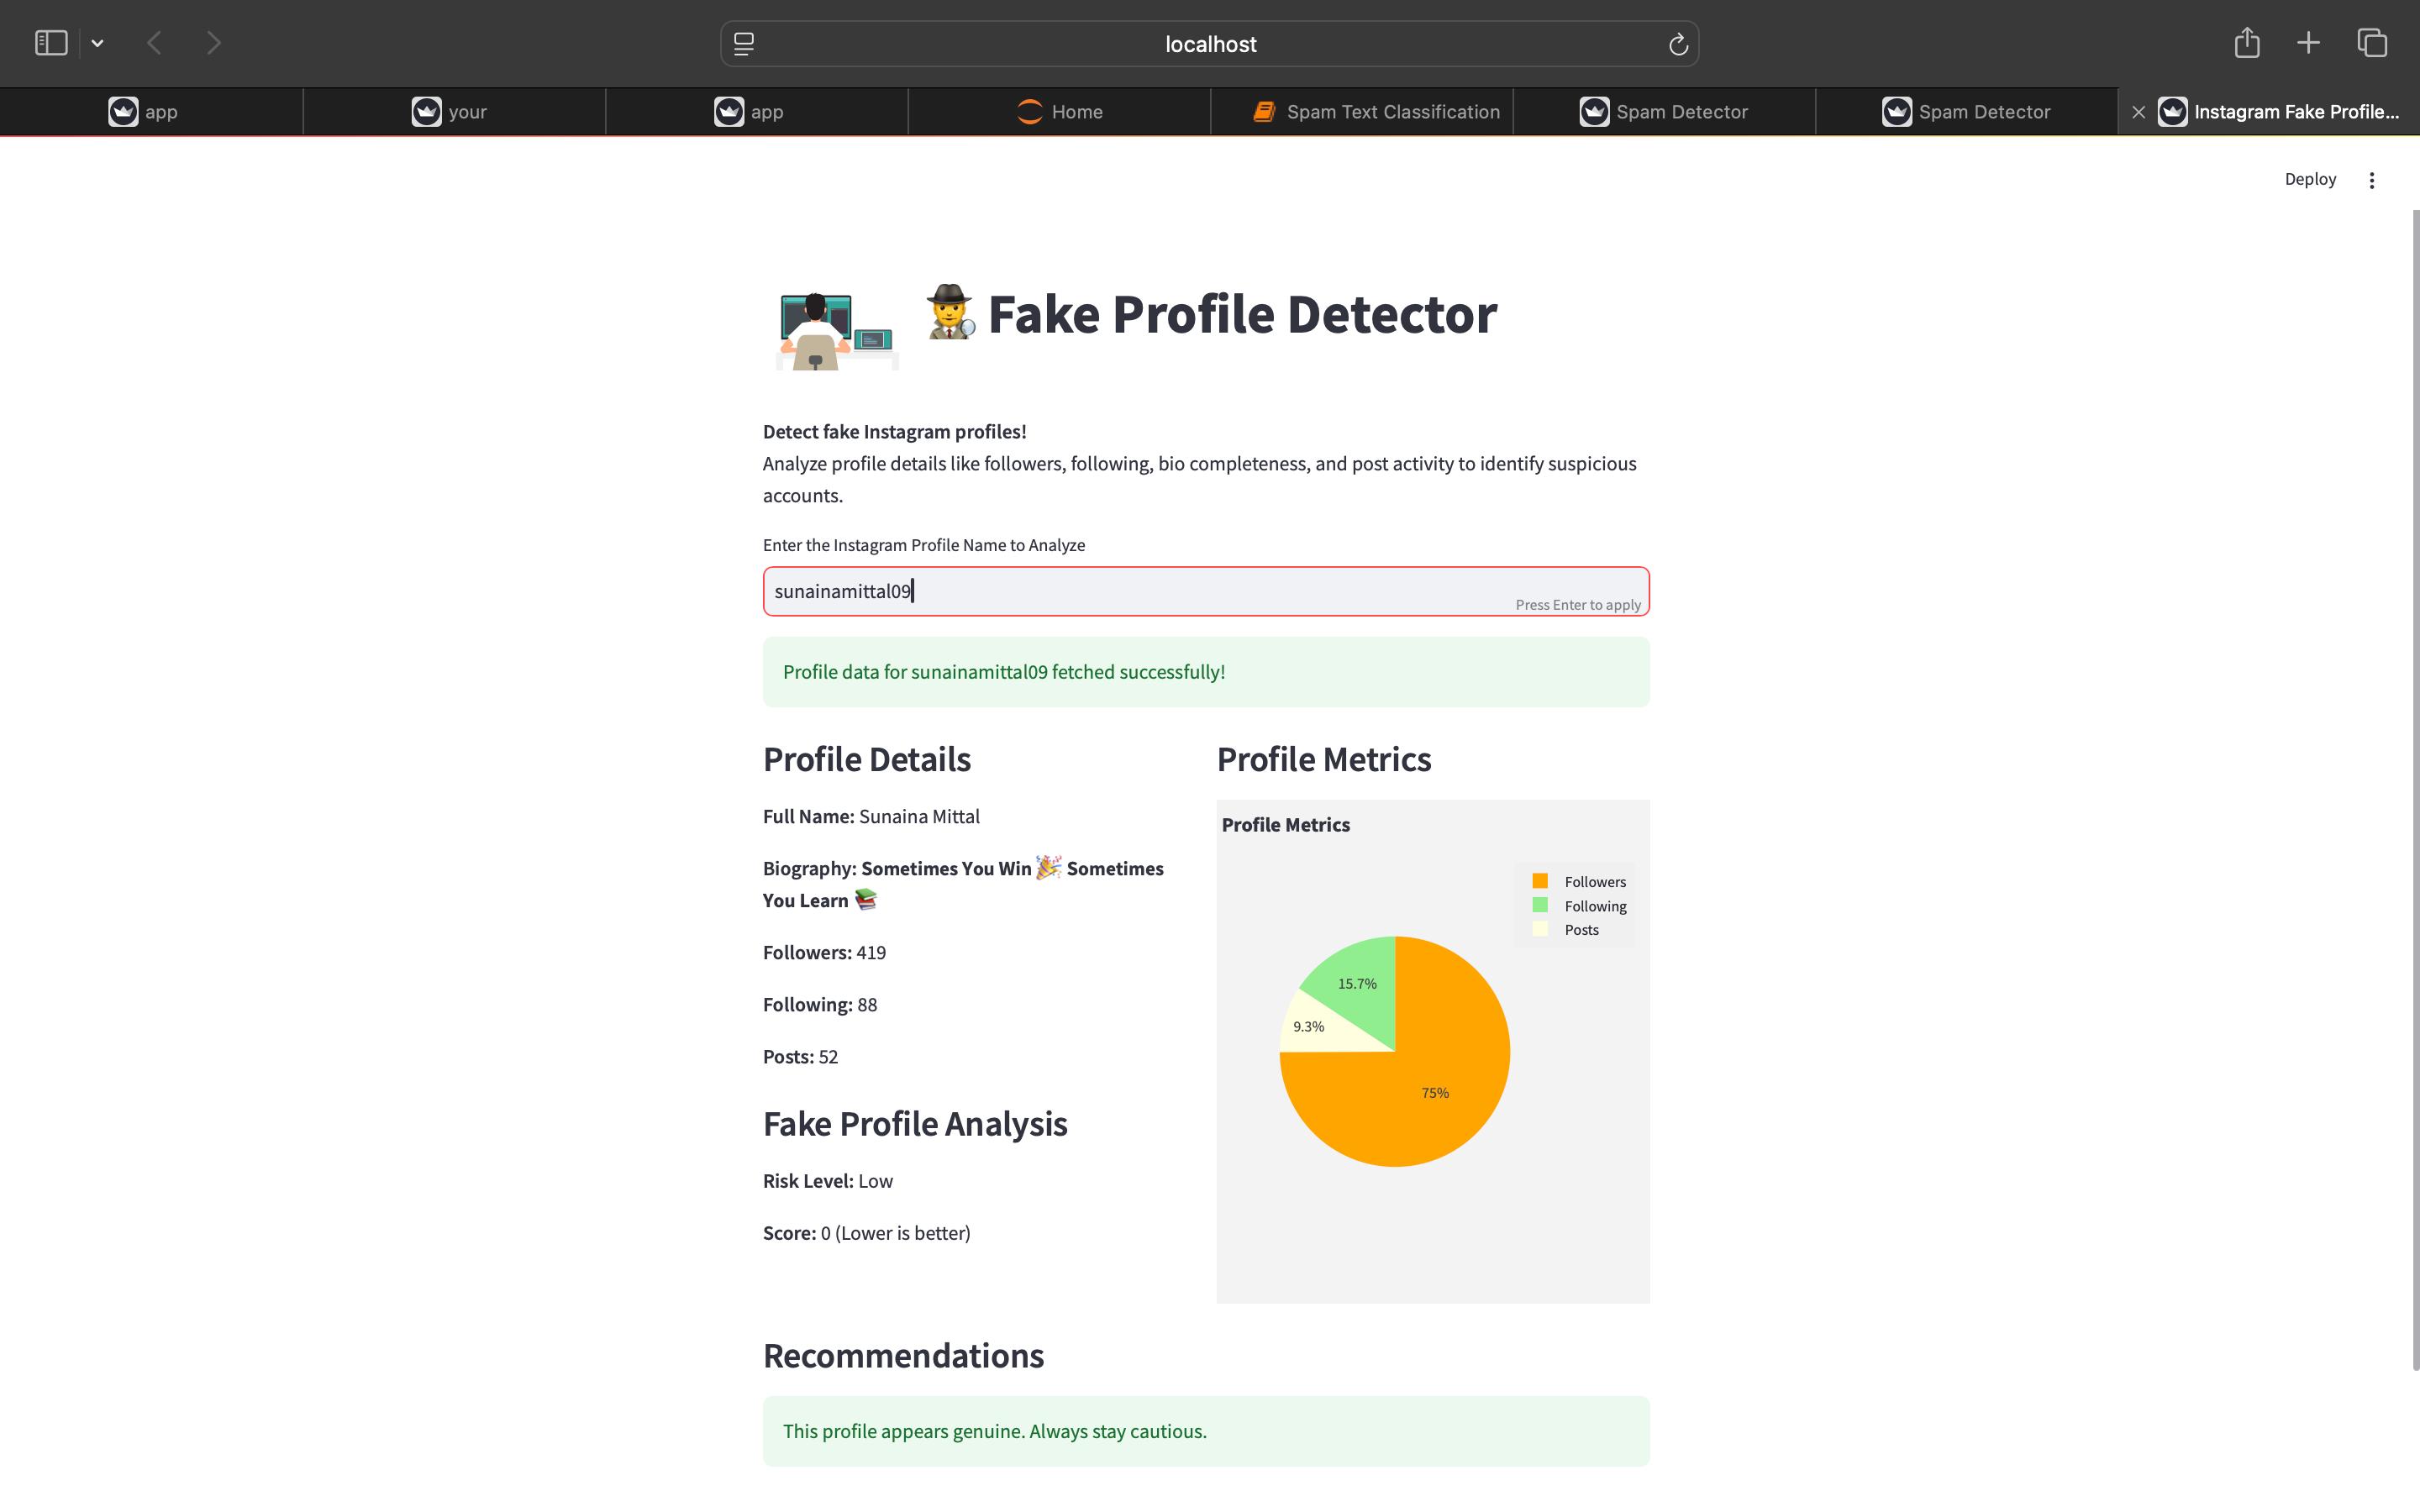 localhost
app
your
app
Home
Spam Text Classification
Spam Detector
Spam Detector
Instagram Fake Profile...
Deploy
Fake Profile Detector
Detect fake Instagram profiles!
Analyze profile details like followers, following, bio completeness, and post activity to identify suspicious
accounts.
Enter the Instagram Profile Name to Analyze
sunainamittal09
Press Enter to apply
Profile data for sunainamittal09 fetched successfully!
Profile Details
Full Name: Sunaina Mittal
Biography: Sometimes You Win 🎉 Sometimes
You Learn 📚
Followers: 419
Following: 88
Posts: 52
Fake Profile Analysis
Risk Level: Low
Score: 0 (Lower is better)
Profile Metrics
Profile Metrics
Followers
Following
Posts
15.7%
9.3%
75%
Recommendations
This profile appears genuine. Always stay cautious.